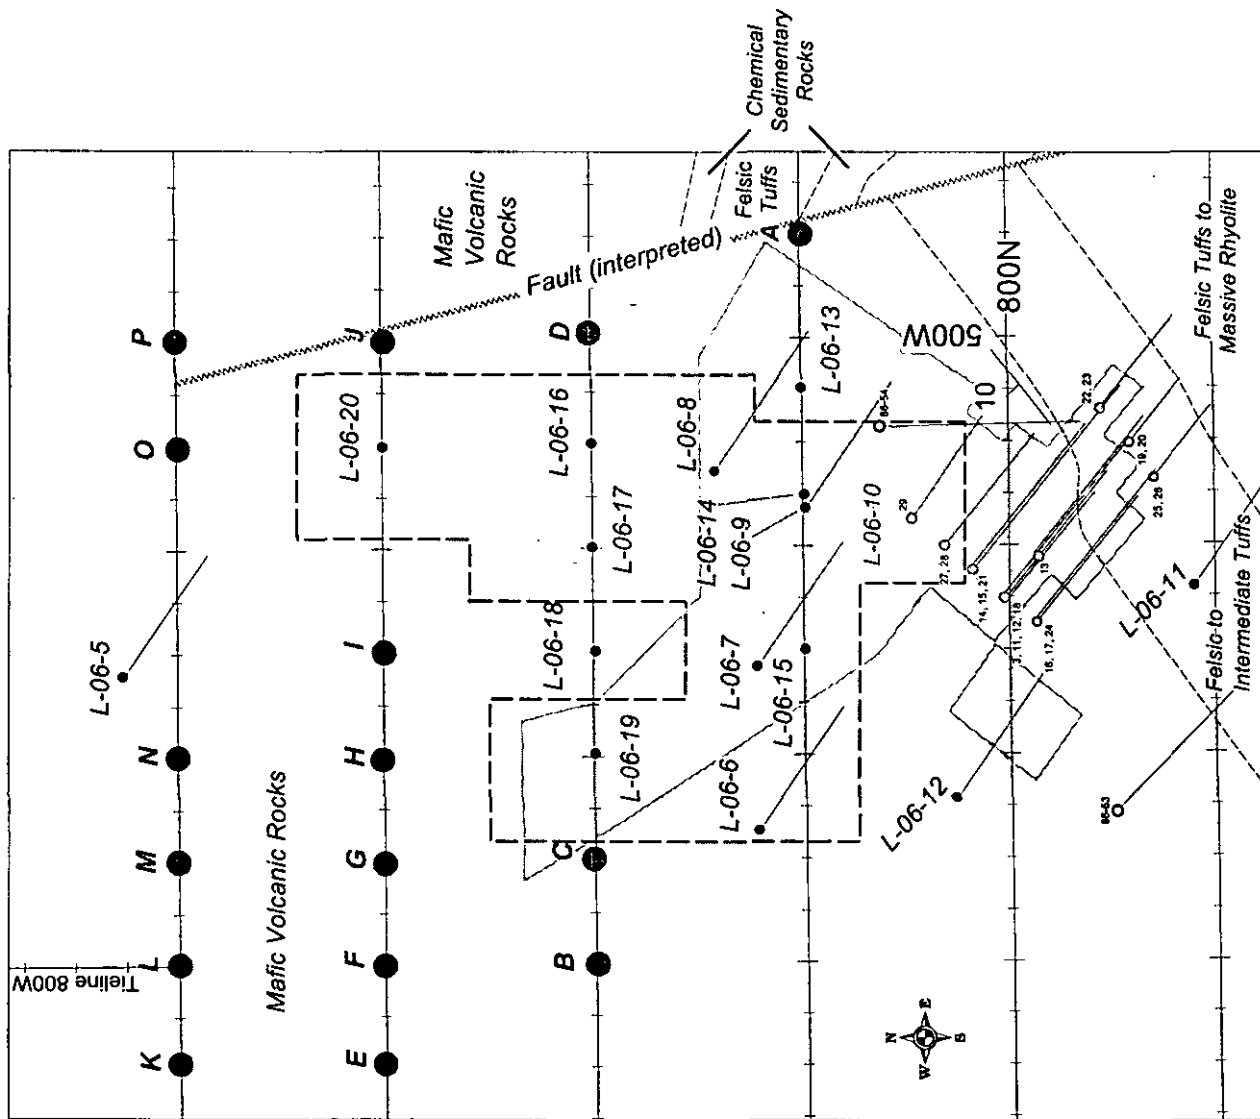 Chemical
Sedimentary
Rocks
P
O
N
M
L
K
Tieline 800W
L-06-5
Mafic Volcanic Rocks
Mafic
Volcanic
Rocks
Fault (interpreted)
Felsic
Tuffs
J
I
H
G
F
E
L-06-20
D
C
B
L-06-16
L-06-17
L-06-18
L-06-19
A
L-06-8
L-06-13
L-06-14
L-06-9
L-06-7
L-06-15
L-06-6
L-06-10
86-54
500W
800N
10
29
27, 28
14, 15, 21
13
3, 11, 12, 18
16, 17, 24
22, 23
19, 20
25, 26
L-06-12
L-06-11
86-53
Felsic Tuffs to
Massive Rhyolite
Felsic to
Intermediate Tuffs
N
E
S
W